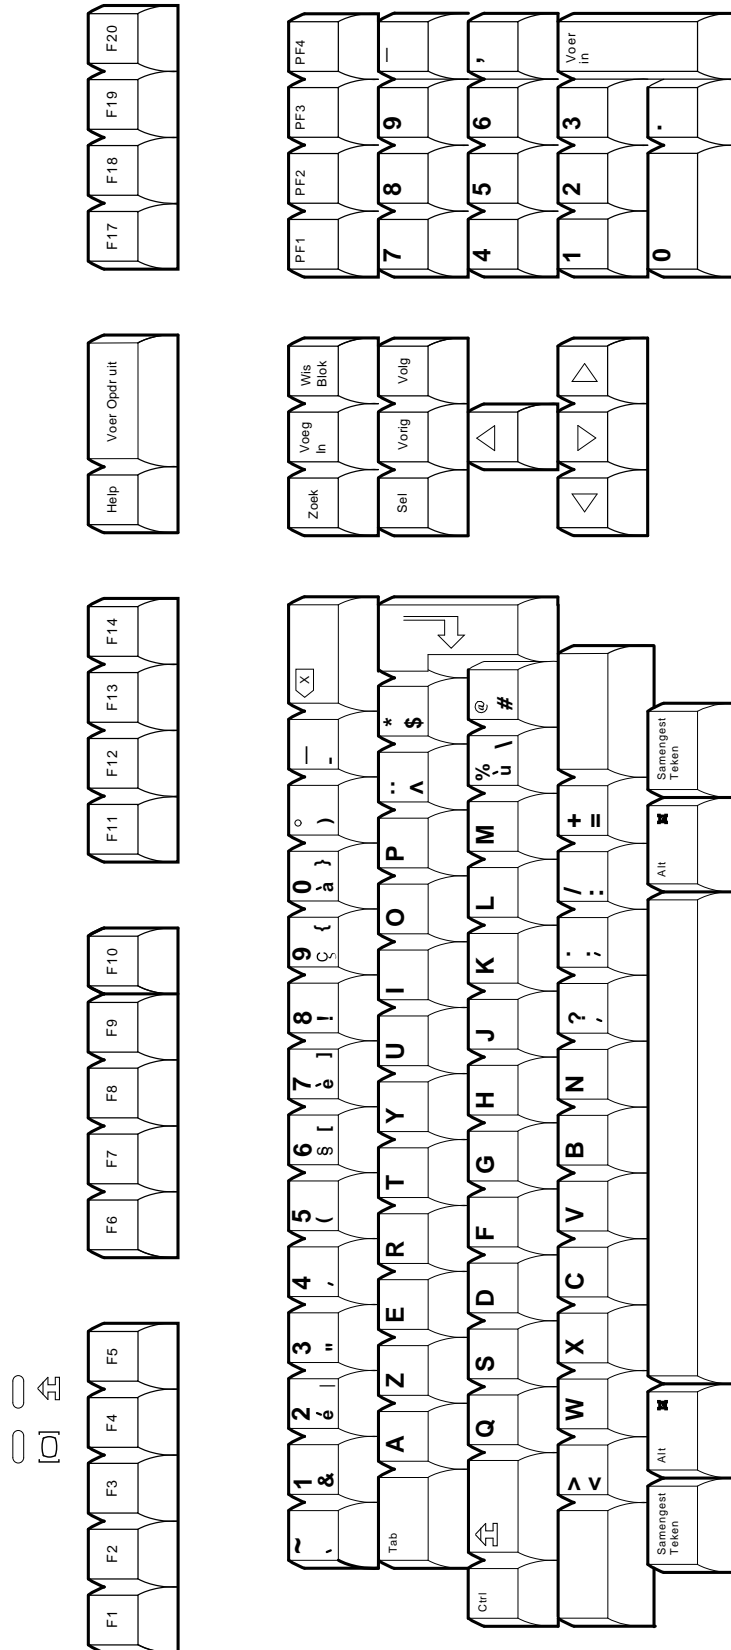 F1 F2 F3 F4 F5 F6 F7 F8 F9 F10 F11 F12 F13 F14 Help Voer Opdr uit F17 F18 F19 F20
~ 1 2 3 4 5 6 7 8 9 0 ° _ X
` & é | " ' ( § [ è ] ! ç { à } ) -
Zoek Voeg In Wis Blok PF1 PF2 PF3 PF4
Tab A Z E R T Y U I O P ¨ ^ * $
Sel Vorig Volg 7 8 9 –
Ctrl Q S D F G H J K L M % ù \ @ #
4 5 6 ,
> < W X C V B N ? , . ; / : + =
1 2 3 Voer in
Samengest Teken Alt Alt Samengest Teken
0 .